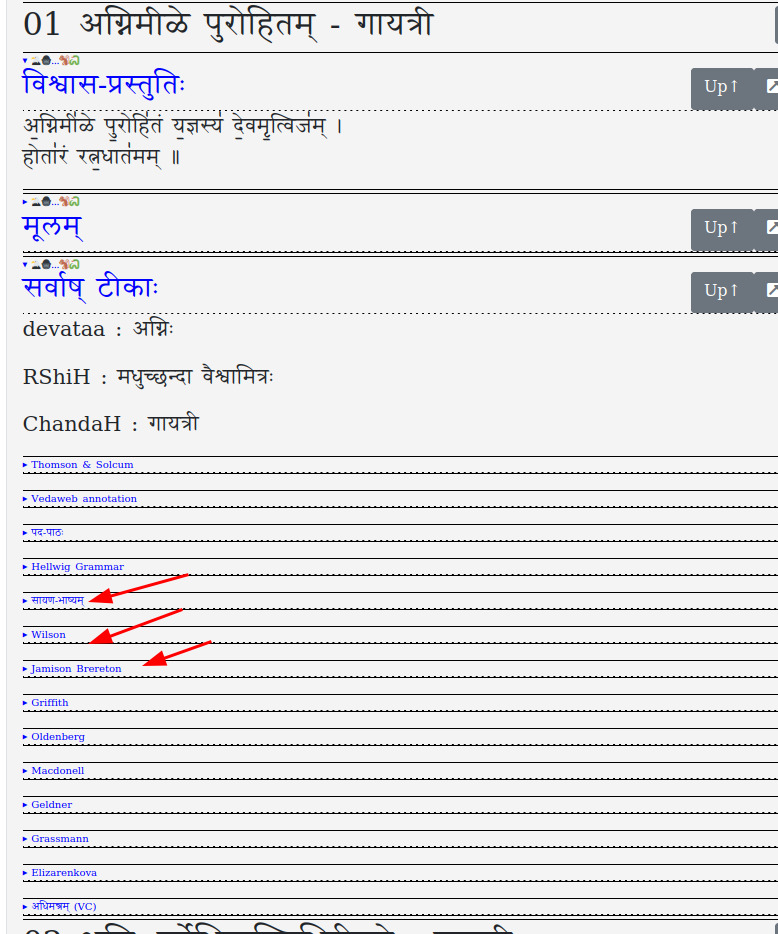 01 अग्निमीळे पुरोहितम् - गायत्री
विश्वास-प्रस्तुतिः
Up↑
अ॒ग्निमी॑ळे पु॒रोहि॑तं य॒ज्ञस्य॑ दे॒वमृ॒त्विज॑म् ।
होता॑रं रत्न॒धात॑मम् ॥
मूलम्
Up↑
सर्वाष् टीकाः
Up↑
devataa : अग्निः
RShiH : मधुच्छन्दा वैश्वामित्रः
ChandaH : गायत्री
Thomson & Solcum
Vedaweb annotation
पद-पाठः
Hellwig Grammar
सायण-भाष्यम्
Wilson
Jamison Brereton
Griffith
Oldenberg
Macdonell
Geldner
Grassmann
Elizarenkova
अधिमन्त्रम् (VC)